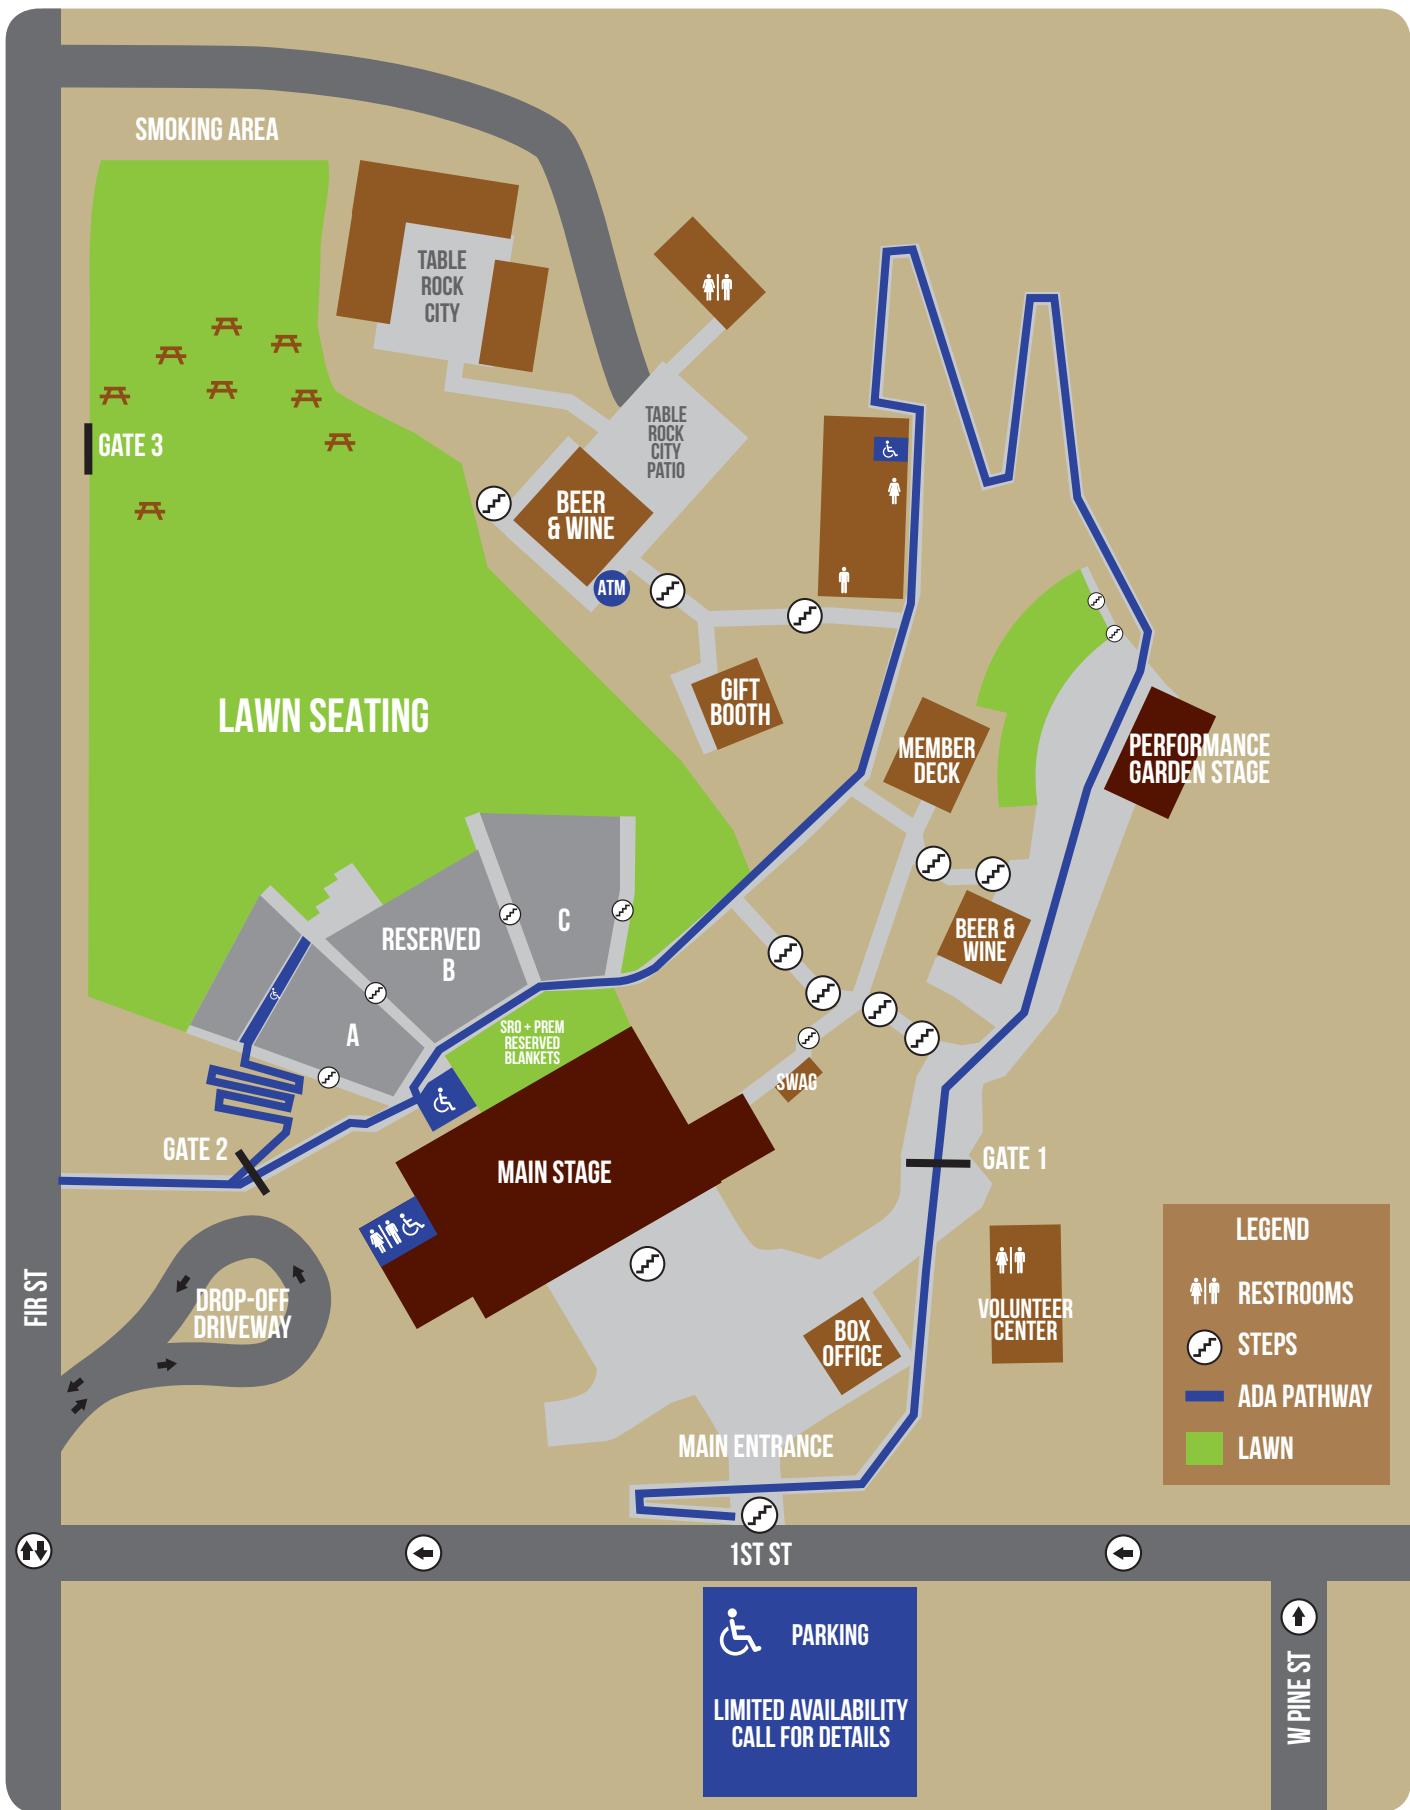 SMOKING AREA
TABLE
ROCK
CITY
TABLE
ROCK
CITY
PATIO
GATE 3
BEER
& WINE
ATM
GIFT
BOOTH
LAWN SEATING
MEMBER
DECK
PERFORMANCE
GARDEN STAGE
RESERVED
B
C
A
BEER &
WINE
SRO + PREM
RESERVED
BLANKETS
SWAG
GATE 2
MAIN STAGE
GATE 1
FIR ST
DROP-OFF
DRIVEWAY
VOLUNTEER
CENTER
BOX
OFFICE
MAIN ENTRANCE
LEGEND
RESTROOMS
STEPS
ADA PATHWAY
LAWN
1ST ST
PARKING
LIMITED AVAILABILITY
CALL FOR DETAILS
W PINE ST